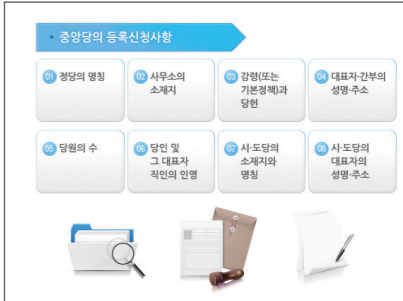 • 중앙당의 등록신청사항
01 정당의 명칭
02 사무소의
소재지
03 강령(또는
기본정책)과
당헌
04 대표자·간부의
성명·주소
05 당원의 수
06 당인 및
그 대표자
직인의 인영
07 시·도당의
소재지와
명칭
08 시·도당의
대표자의
성명·주소